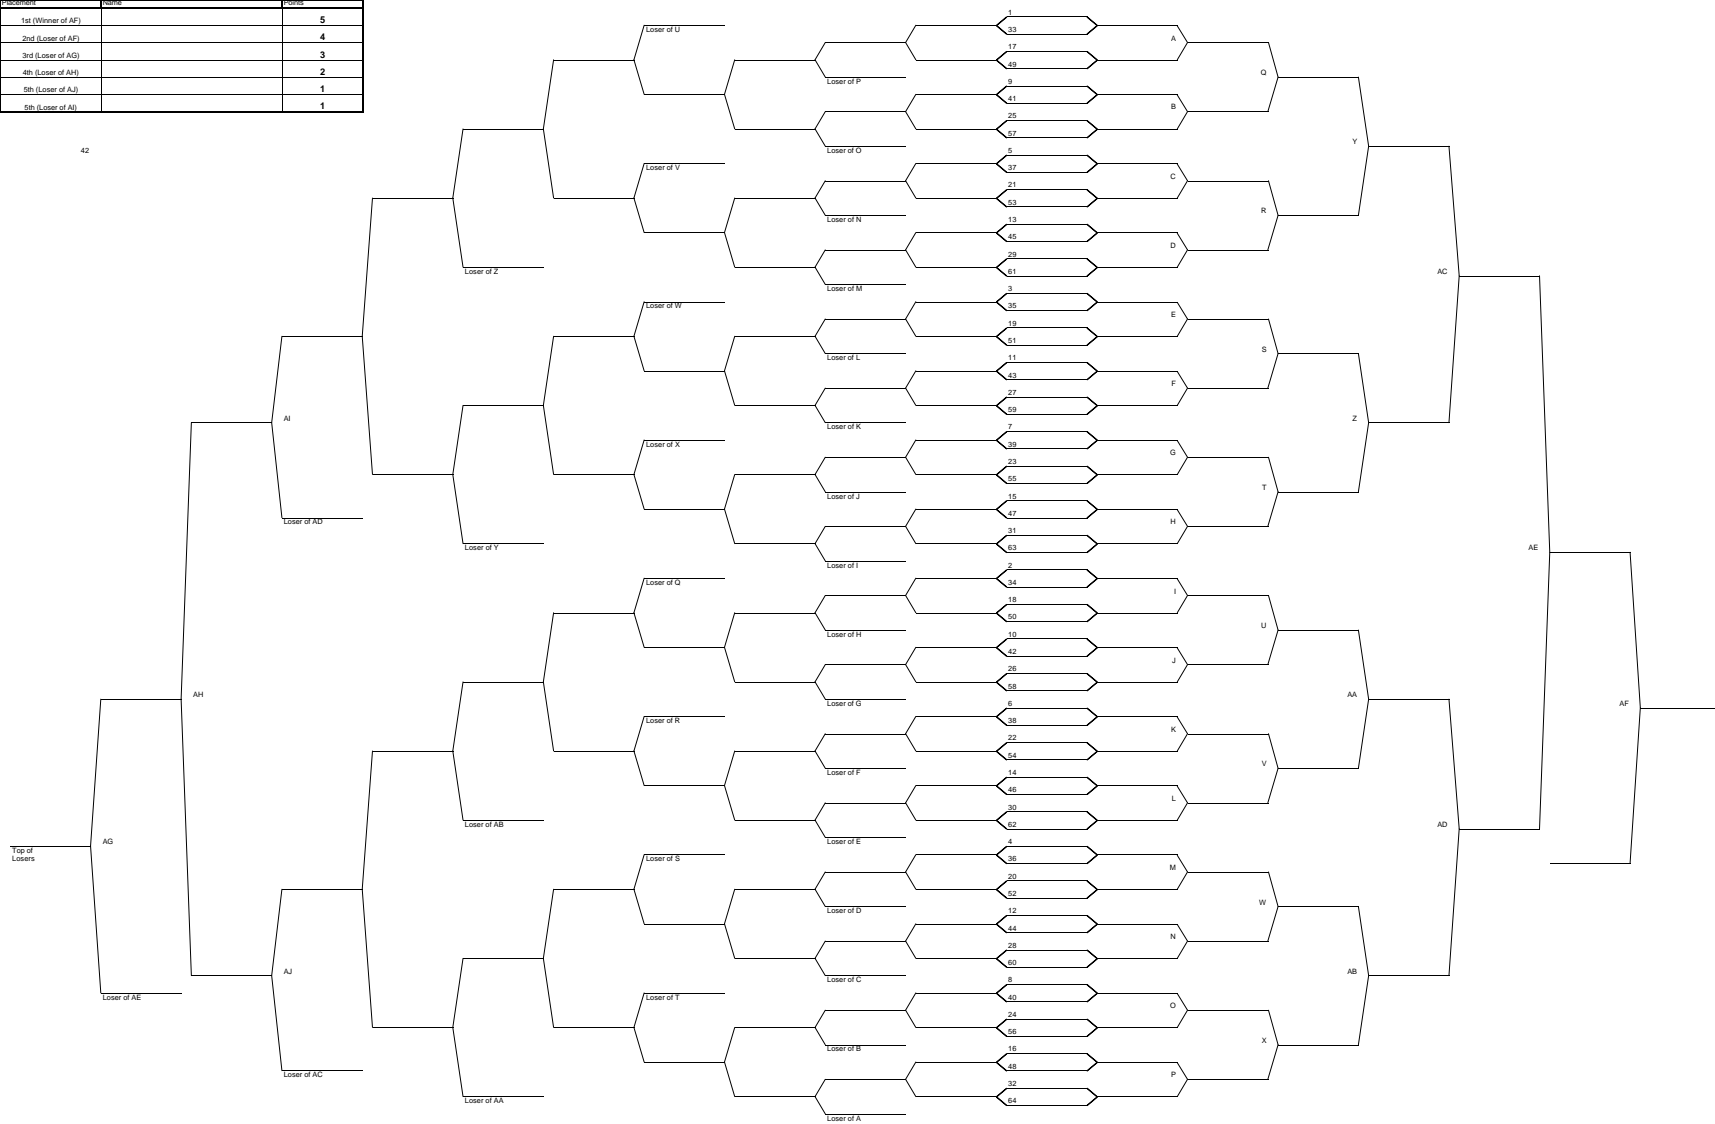 Placement Name Points
1st (Winner of AF) 5
2nd (Loser of AF) 4
3rd (Loser of AG) 3
4th (Loser of AH) 2
5th (Loser of AJ) 1
5th (Loser of AI) 1
42
AG
Top of
Losers
Loser of AE
AH
AI
Loser of AD
AJ
Loser of AC
Loser of Z
Loser of Y
Loser of AB
Loser of AA
Loser of U
Loser of V
Loser of W
Loser of X
Loser of Q
Loser of R
Loser of S
Loser of T
Loser of P
Loser of O
Loser of N
Loser of M
Loser of L
Loser of K
Loser of J
Loser of I
Loser of H
Loser of G
Loser of F
Loser of E
Loser of D
Loser of C
Loser of B
Loser of A
1
33
17
49
9
41
25
57
5
37
21
53
13
45
29
61
3
35
19
51
11
43
27
59
7
39
23
55
15
47
31
63
2
34
18
50
10
42
26
58
6
38
22
54
14
46
30
62
4
36
20
52
12
44
28
60
8
40
24
56
16
48
32
64
A
B
C
D
E
F
G
H
I
J
K
L
M
N
O
P
Q
R
S
T
U
V
W
X
Y
Z
AA
AB
AC
AD
AE
AF